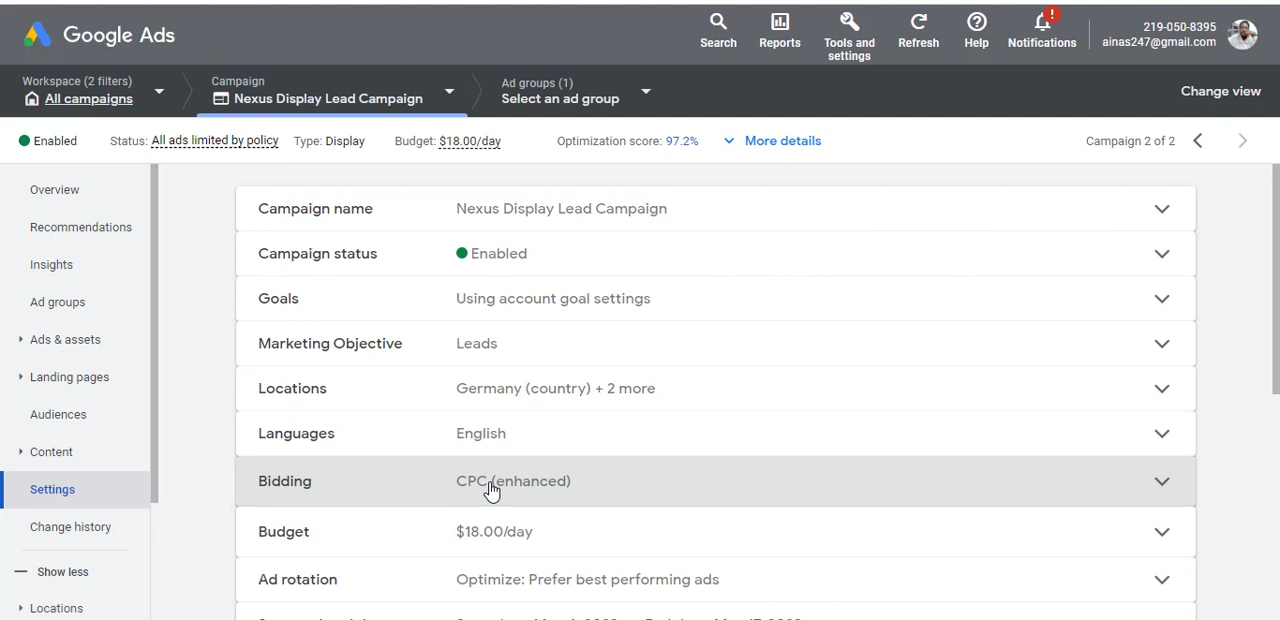 Google Ads
Search
Reports
Tools and
settings
Refresh
Help
!
Notifications
219-050-8395
ainas247@gmail.com
Workspace (2 filters)
All campaigns
Campaign
Nexus Display Lead Campaign
Ad groups (1)
Select an ad group
Change view
Enabled
Status: All ads limited by policy
Type: Display
Budget: $18.00/day
Optimization score: 97.2%
More details
Campaign 2 of 2
Overview
Recommendations
Insights
Ad groups
Ads & assets
Landing pages
Audiences
Content
Settings
Change history
Show less
Locations
Campaign name Nexus Display Lead Campaign
Campaign status Enabled
Goals Using account goal settings
Marketing Objective Leads
Locations Germany (country) + 2 more
Languages English
Bidding CPC (enhanced)
Budget $18.00/day
Ad rotation Optimize: Prefer best performing ads